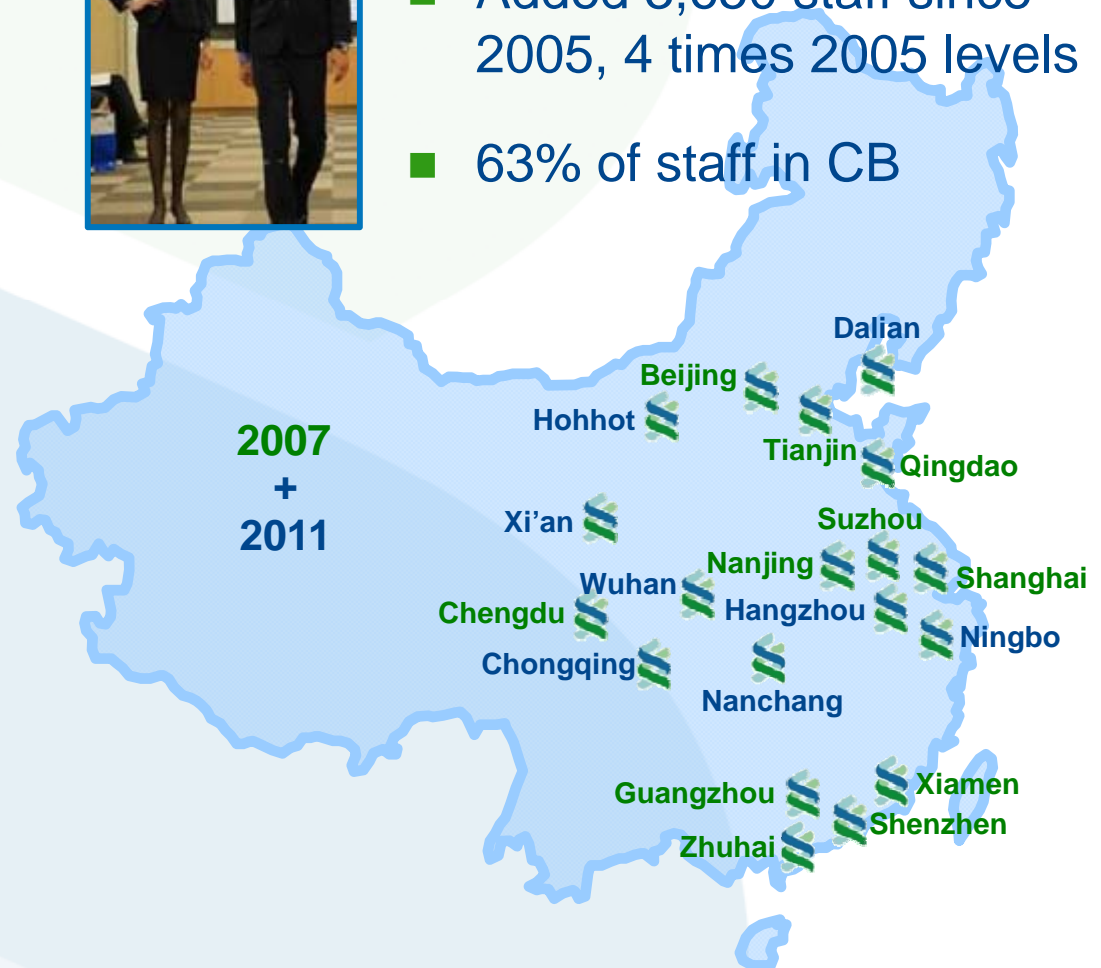 2005, 4 times 2005 levels
63% of staff in CB
Dalian
Beijing
Hohhot
Tianjin
Qingdao
2007
+
2011
Xi’an
Suzhou
Nanjing
Shanghai
Wuhan
Chengdu
Hangzhou
Ningbo
Chongqing
Nanchang
Guangzhou
Xiamen
Shenzhen
Zhuhai